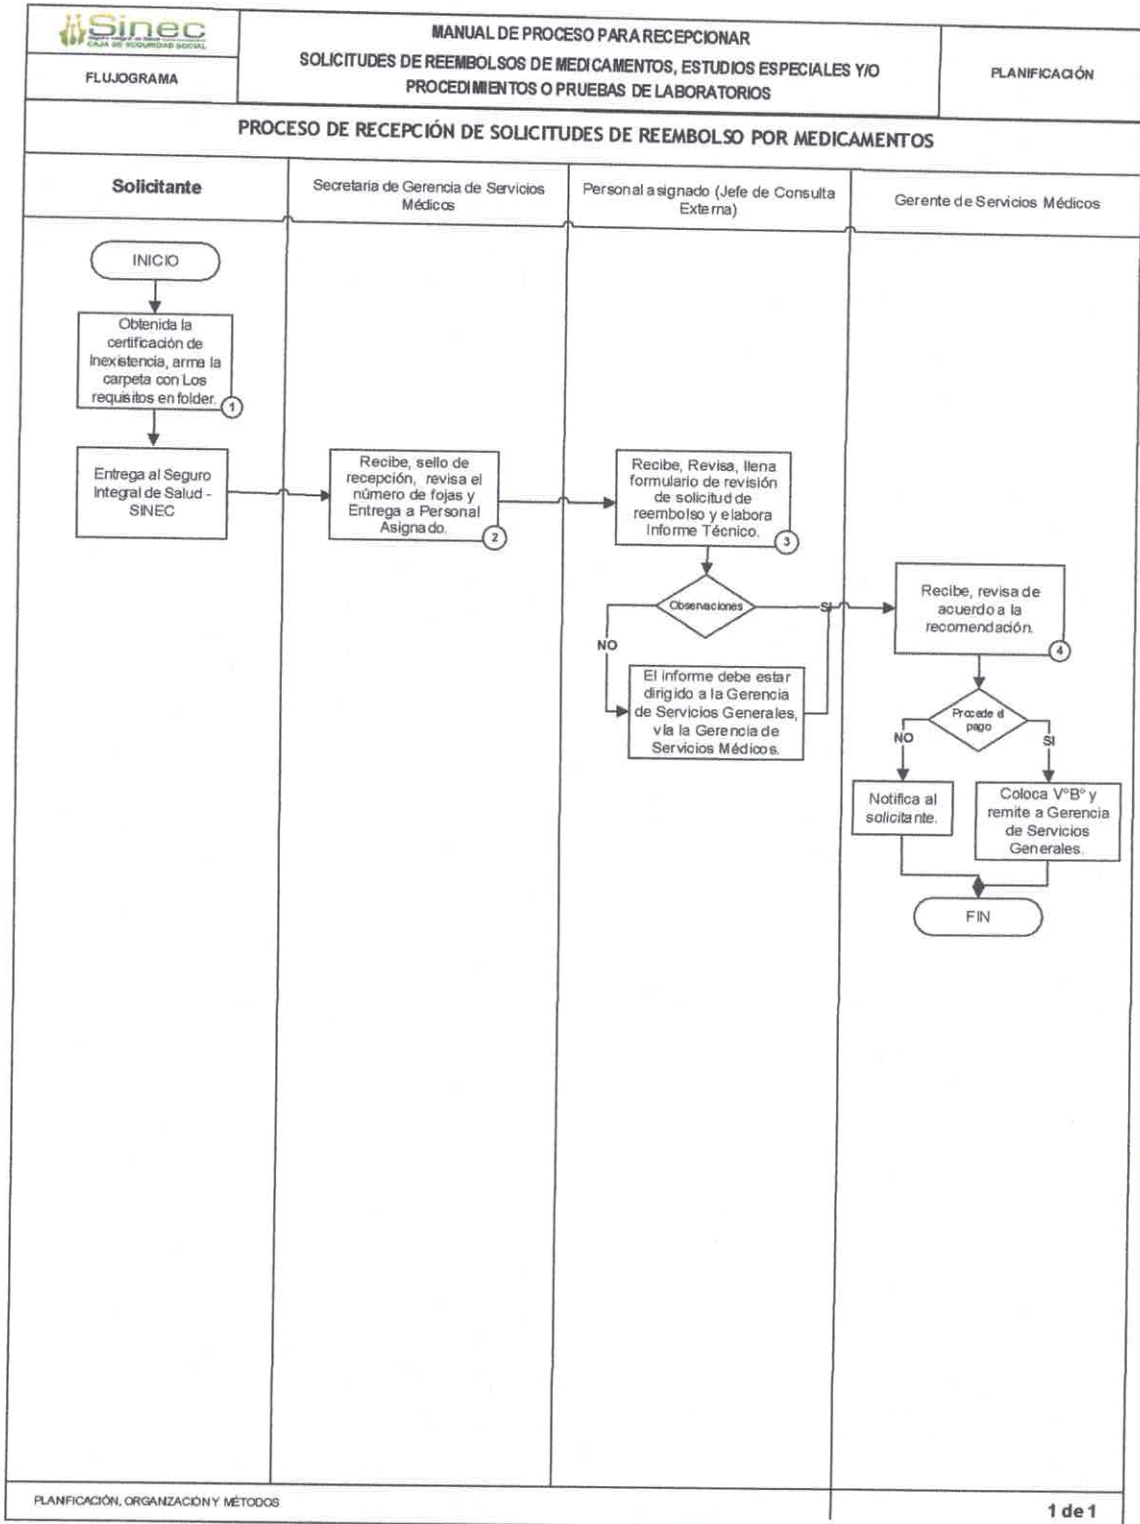 Sinec
CAJA DE SEGURIDAD SOCIAL
FLUJOGRAMA
MANUAL DE PROCESO PARA RECEPCIONAR
SOLICITUDES DE REEMBOLSOS DE MEDICAMENTOS, ESTUDIOS ESPECIALES Y/O
PROCEDIMIENTOS O PRUEBAS DE LABORATORIOS
PLANIFICACIÓN
PROCESO DE RECEPCIÓN DE SOLICITUDES DE REEMBOLSO POR MEDICAMENTOS
Solicitante
Secretaria de Gerencia de Servicios
Médicos
Personal asignado (Jefe de Consulta
Externa)
Gerente de Servicios Médicos
INICIO
Obtenida la
certificación de
Inexistencia, arma la
carpeta con Los
requisitos en folder.
1
Entrega al Seguro
Integral de Salud -
SINEC
Recibe, sello de
recepción, revisa el
número de fojas y
Entrega a Personal
Asignado.
2
Recibe, Revisa, llena
formulario de revisión
de solicitud de
reembolso y elabora
Informe Técnico.
3
Observaciones
SI
NO
El informe debe estar
dirigido a la Gerencia
de Servicios Generales,
vía la Gerencia de
Servicios Médicos.
Recibe, revisa de
acuerdo a la
recomendación.
4
Procede el
pago
NO
SI
Notifica al
solicitante.
Coloca V°B° y
remite a Gerencia
de Servicios
Generales.
FIN
PLANIFICACIÓN, ORGANIZACIÓN Y MÉTODOS
1 de 1